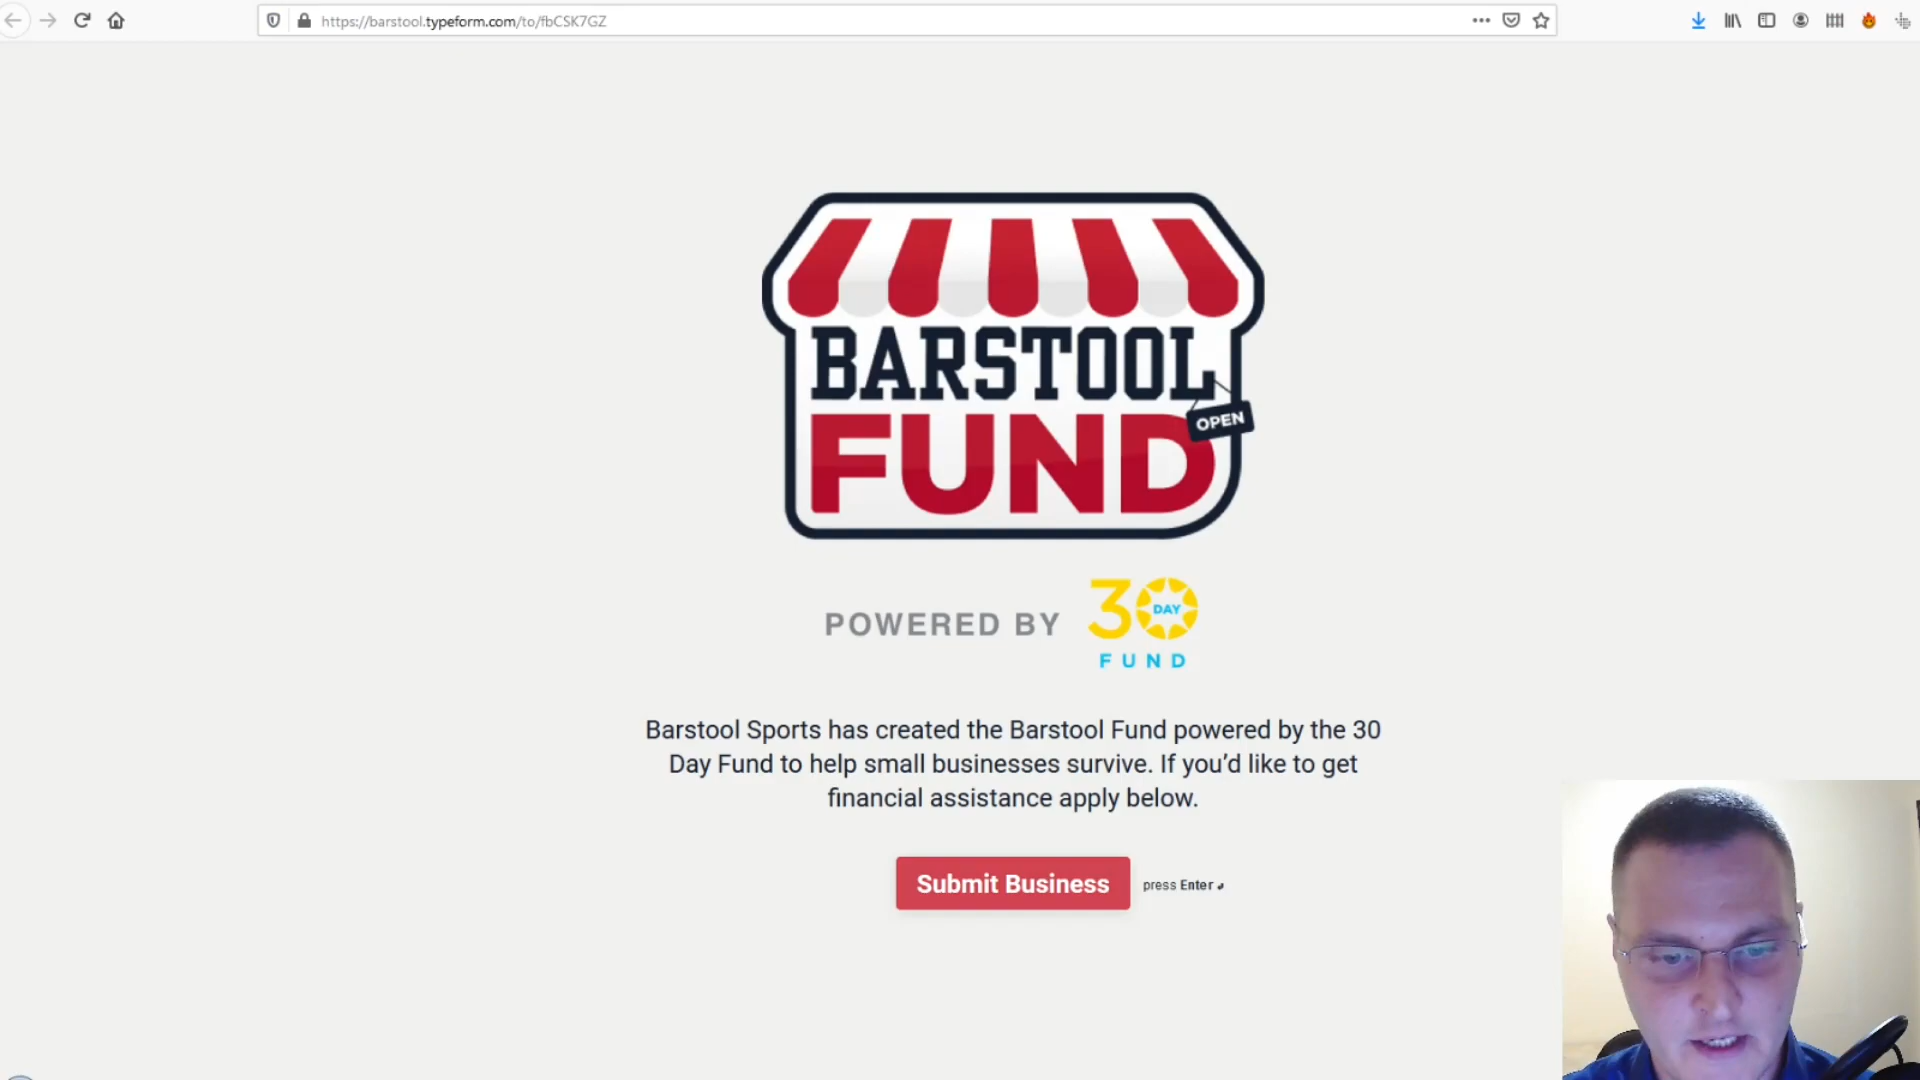 https://barstool.typeform.com/to/fbCSK7GZ
BARSTOOL
FUND
OPEN
POWERED BY
30
DAY
FUND
Barstool Sports has created the Barstool Fund powered by the 30
Day Fund to help small businesses survive. If you’d like to get
financial assistance apply below.
Submit Business
press Enter